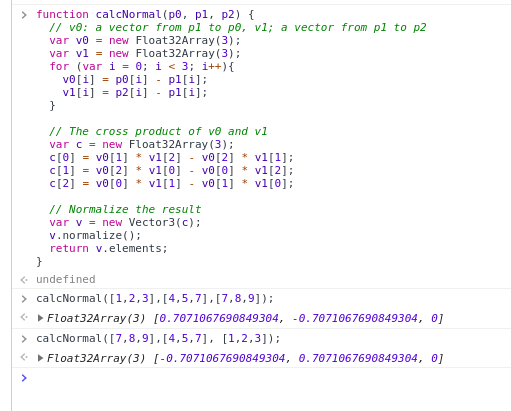 function calcNormal(p0, p1, p2) {
  // v0: a vector from p1 to p0, v1; a vector from p1 to p2
  var v0 = new Float32Array(3);
  var v1 = new Float32Array(3);
  for (var i = 0; i < 3; i++){
    v0[i] = p0[i] - p1[i];
    v1[i] = p2[i] - p1[i];
  }

  // The cross product of v0 and v1
  var c = new Float32Array(3);
  c[0] = v0[1] * v1[2] - v0[2] * v1[1];
  c[1] = v0[2] * v1[0] - v0[0] * v1[2];
  c[2] = v0[0] * v1[1] - v0[1] * v1[0];

  // Normalize the result
  var v = new Vector3(c);
  v.normalize();
  return v.elements;
}
undefined
calcNormal([1,2,3],[4,5,7],[7,8,9]);
Float32Array(3) [0.7071067690849304, -0.7071067690849304, 0]
calcNormal([7,8,9],[4,5,7], [1,2,3]);
Float32Array(3) [-0.7071067690849304, 0.7071067690849304, 0]